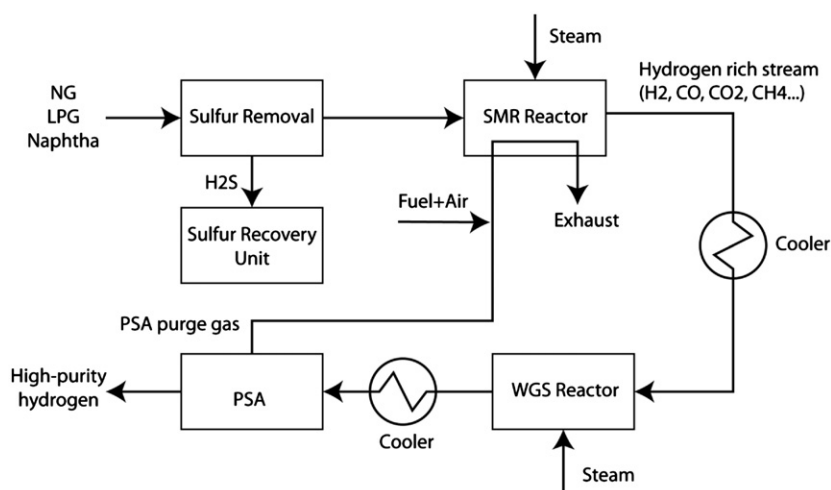 Steam
NG
LPG
Naphtha
Sulfur Removal
SMR Reactor
Hydrogen rich stream
(H2, CO, CO2, CH4...)
H2S
Fuel+Air
Exhaust
Sulfur Recovery
Unit
Cooler
PSA purge gas
High-purity
hydrogen
PSA
Cooler
WGS Reactor
Steam